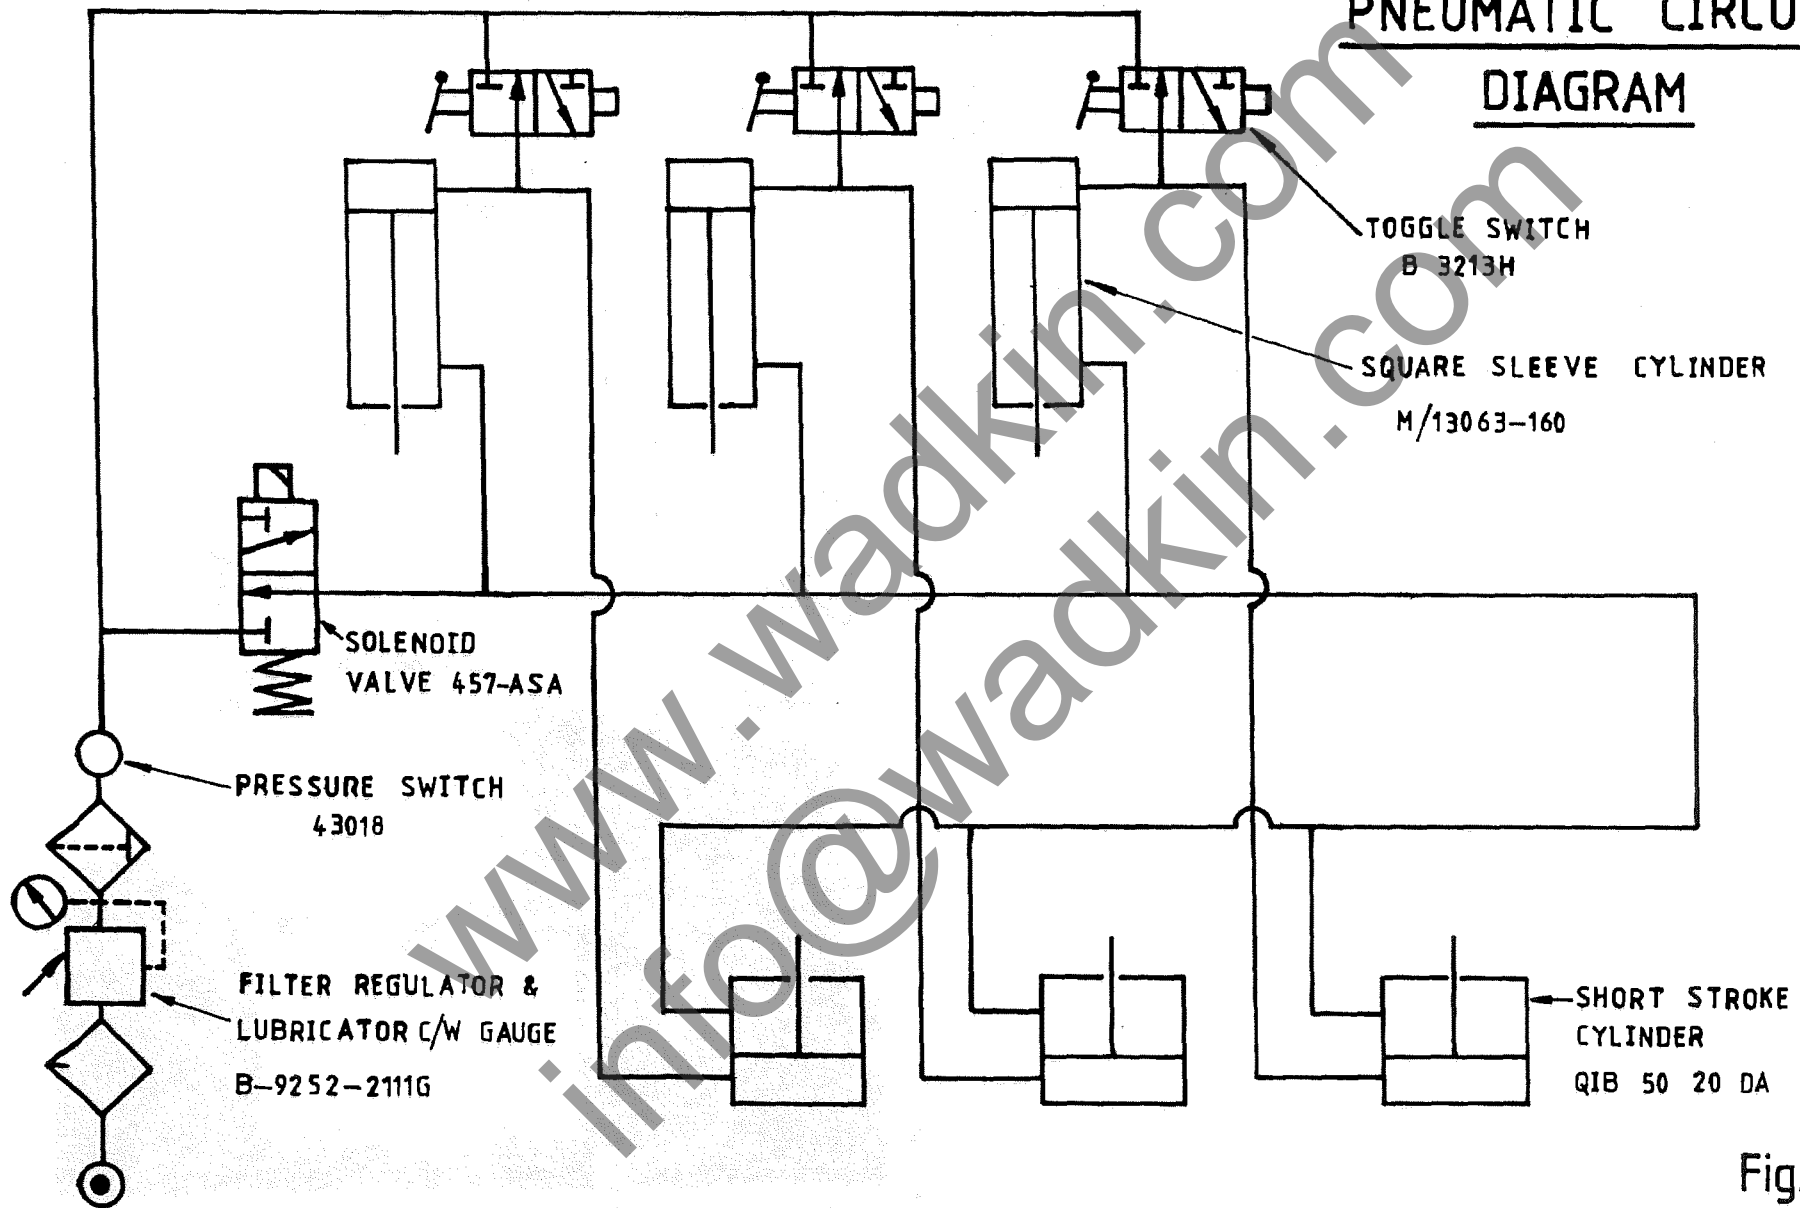 PNEUMATIC CIRCU
DIAGRAM
TOGGLE SWITCH
B 3213H
SQUARE SLEEVE CYLINDER
M/13063-160
SOLENOID
VALVE 457-ASA
PRESSURE SWITCH
43018
FILTER REGULATOR &
LUBRICATOR C/W GAUGE
B-9252-2111G
SHORT STROKE
CYLINDER
QIB 50 20 DA
Fig.
www.wadkin.com
info@wadkin.com